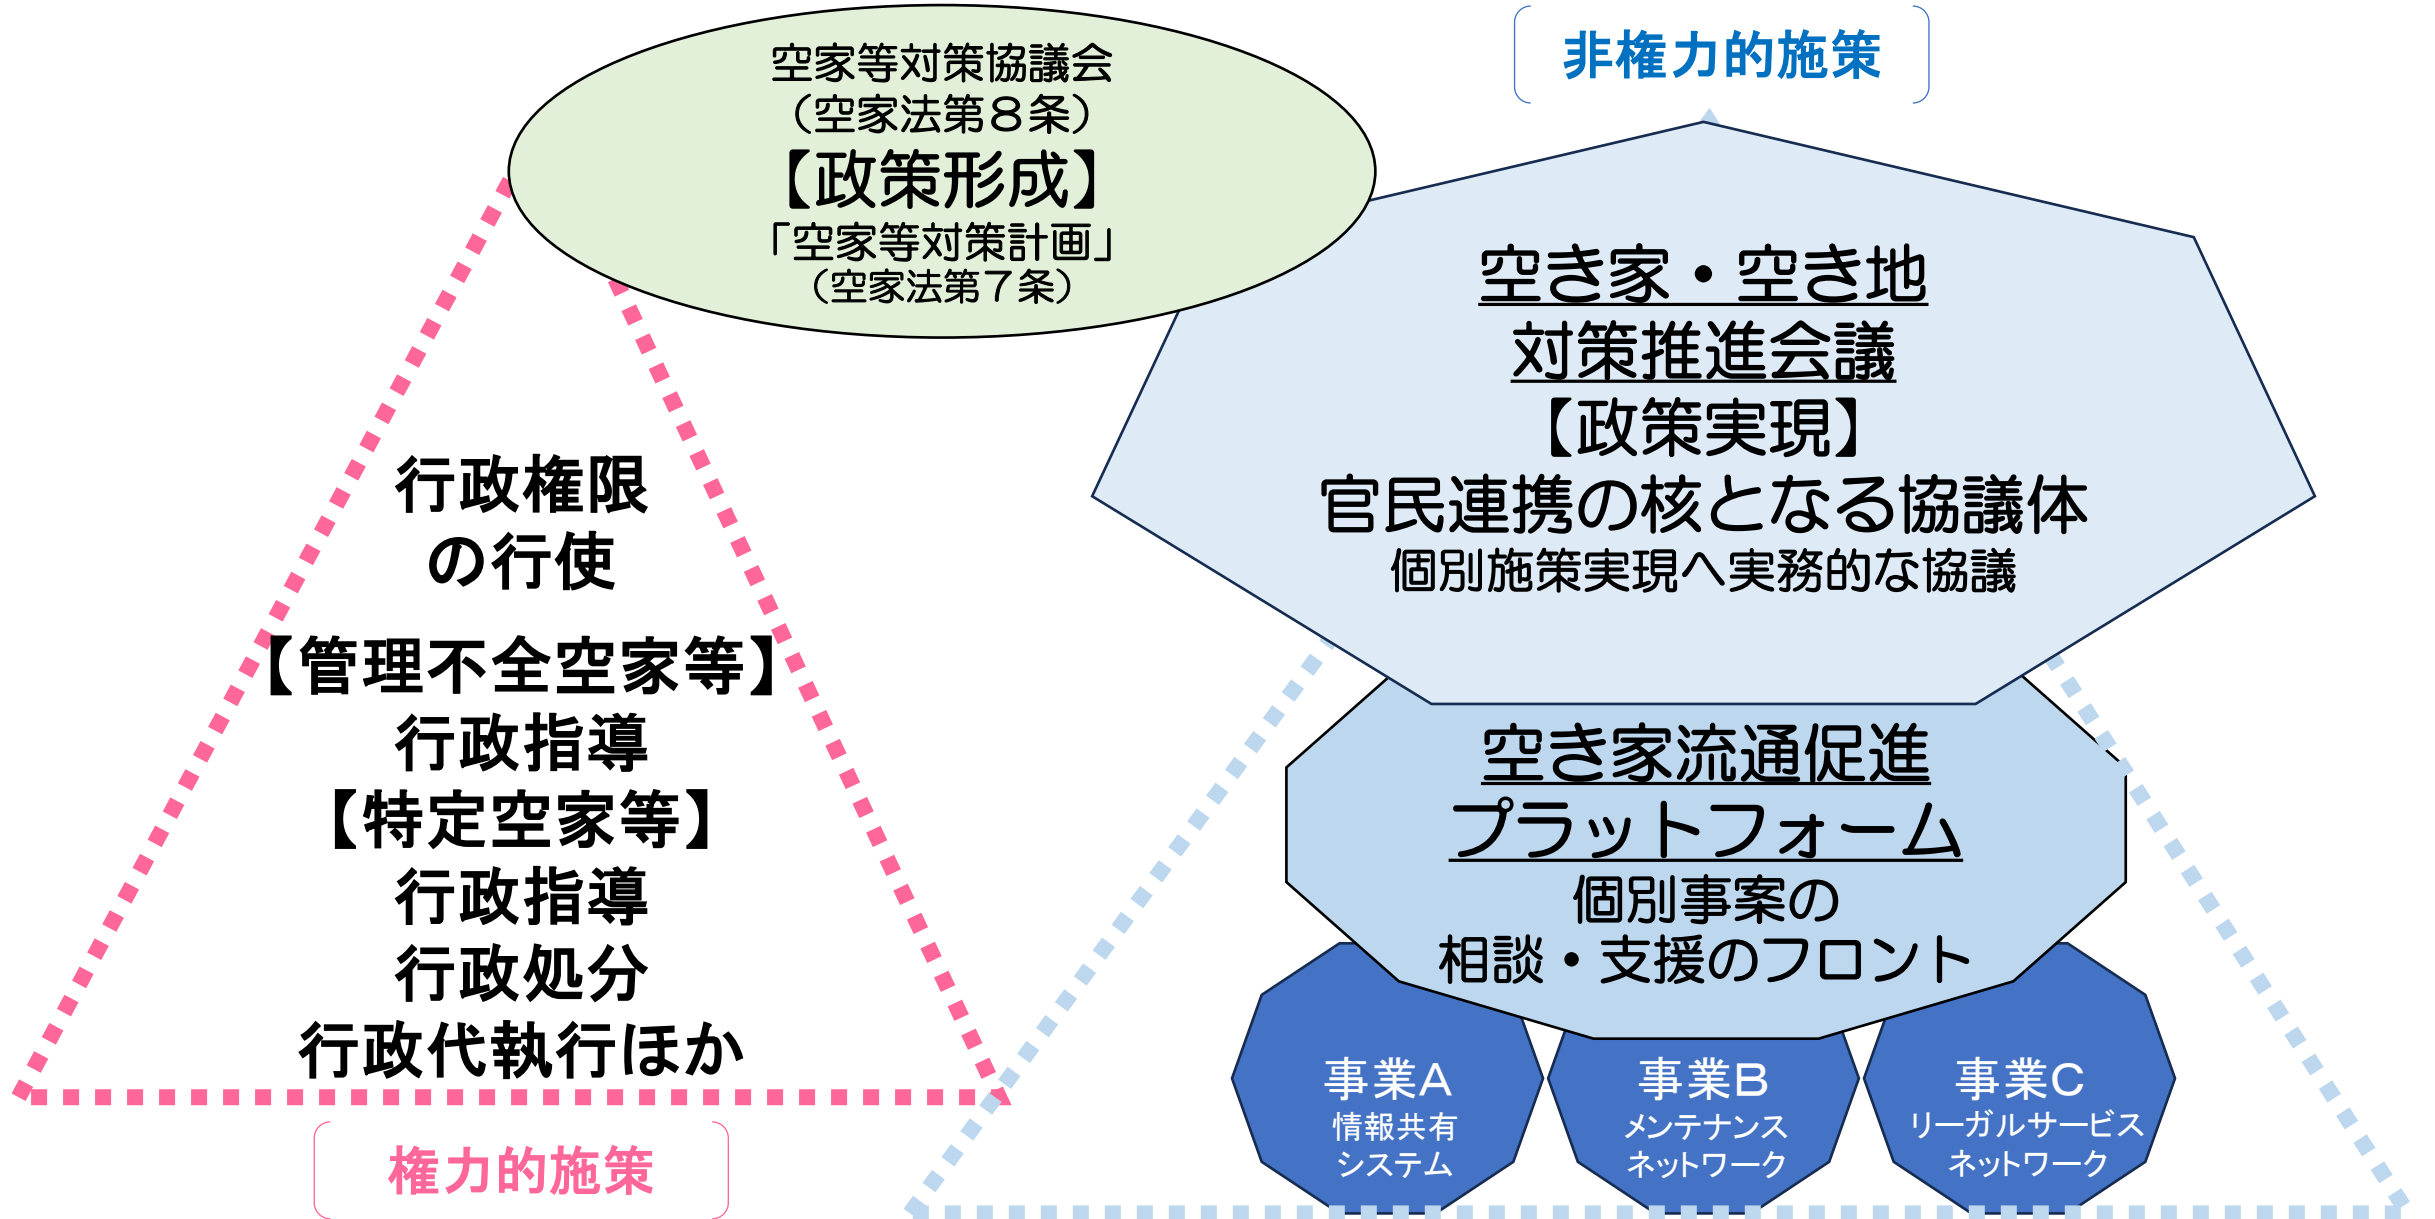 空家等対策協議会
（空家法第８条）
【政策形成】
「空家等対策計画」
（空家法第７条）
行政権限
の行使
【管理不全空家等】
行政指導
【特定空家等】
行政指導
行政処分
行政代執行ほか
権力的施策
非権力的施策
空き家・空き地
対策推進会議
【政策実現】
官民連携の核となる協議体
個別施策実現へ実務的な協議
空き家流通促進
プラットフォーム
個別事案の
相談・支援のフロント
事業A
情報共有
システム
事業B
メンテナンス
ネットワーク
事業C
リーガルサービス
ネットワーク